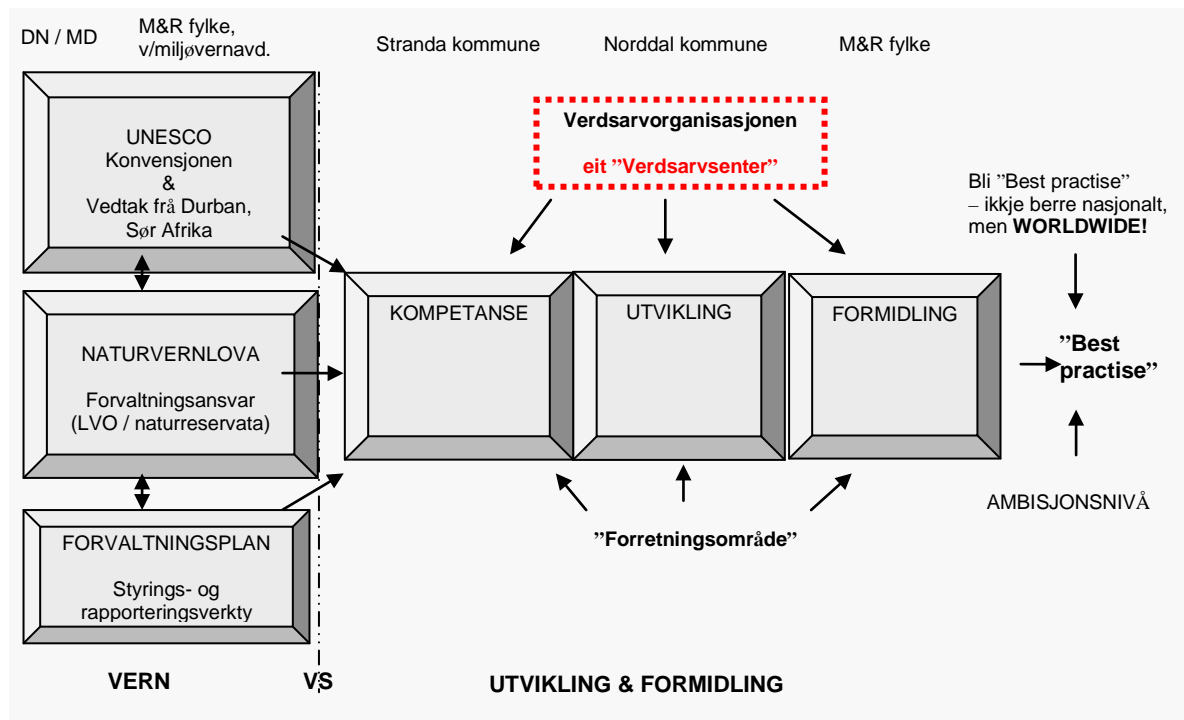 DN / MD
M&R fylke,
v/miljøvernavd.
Stranda kommune
Norddal kommune
M&R fylke
UNESCO
Konvensjonen
&
Vedtak frå Durban,
Sør Afrika
NATURVERNLOVA
Forvaltningsansvar
(LVO / naturreservata)
FORVALTNINGSPLAN
Styrings- og
rapporteringsverkty
Verdsarvorganisasjonen
eit ”Verdsarvsenter”
KOMPETANSE
UTVIKLING
FORMIDLING
”Forretningsområde”
Bli ”Best practise”
– ikkje berre nasjonalt,
men WORLDWIDE!
”Best
practise”
AMBISJONSNIVÅ
VERN
VS
UTVIKLING & FORMIDLING